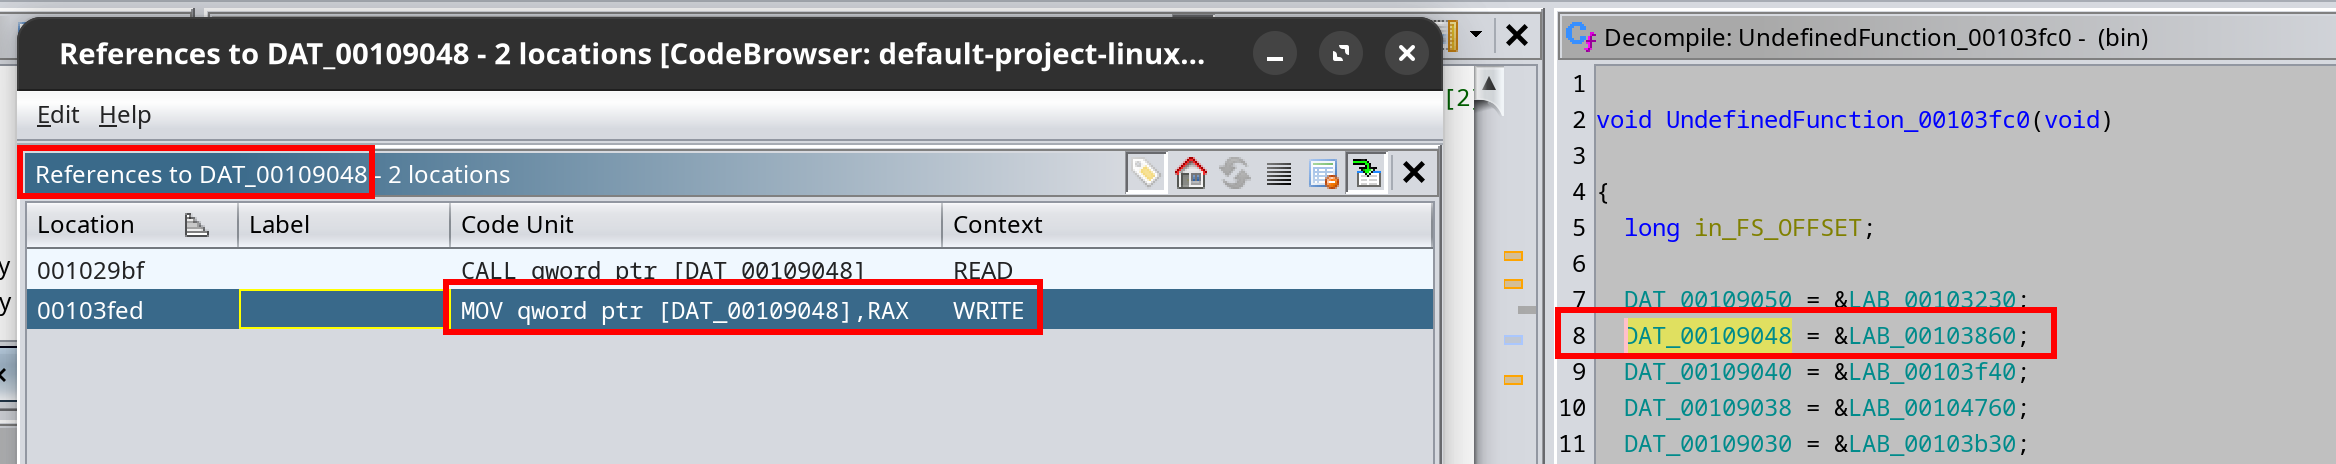 References to DAT_00109048 - 2 locations [CodeBrowser: default-project-linux...
Edit Help
References to DAT_00109048 - 2 locations
Location Label Code Unit Context
001029bf CALL qword ptr [DAT_00109048] READ
00103fed MOV qword ptr [DAT_00109048],RAX WRITE
[2]
y
y
Decompile: UndefinedFunction_00103fc0 - (bin)
1
2 void UndefinedFunction_00103fc0(void)
3
4 {
5 long in_FS_OFFSET;
6
7 DAT_00109050 = &LAB_00103230;
8 DAT_00109048 = &LAB_00103860;
9 DAT_00109040 = &LAB_00103f40;
10 DAT_00109038 = &LAB_00104760;
11 DAT_00109030 = &LAB_00103b30;